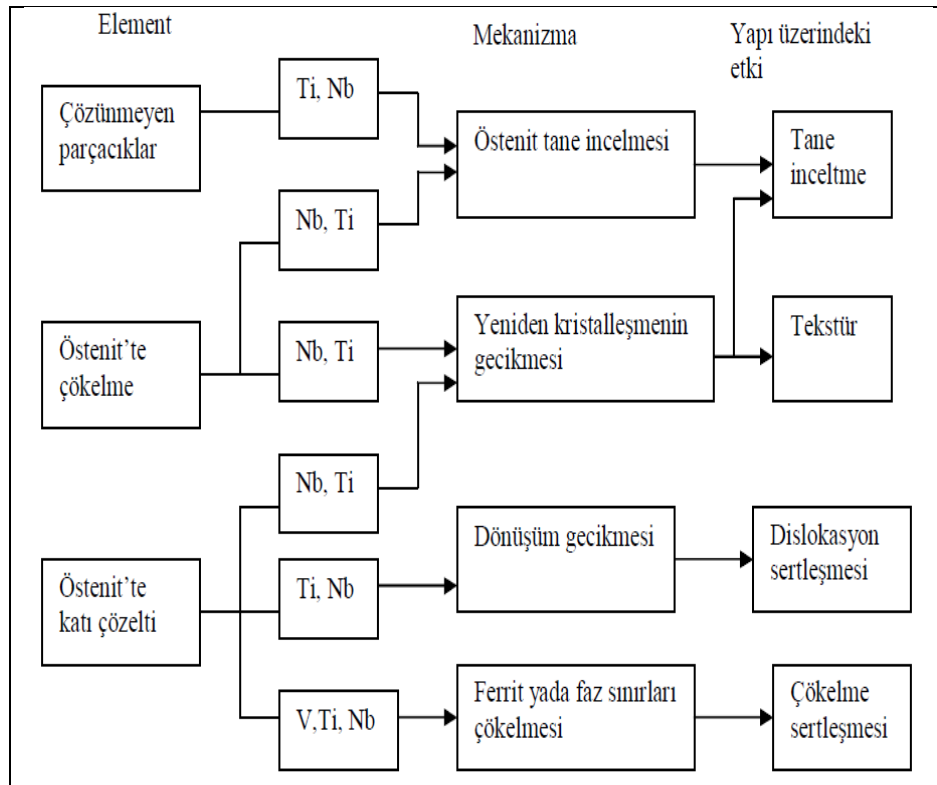 Element
Mekanizma
Yapı üzerindeki
etki
Çözünmeyen
parçacıklar
Ti, Nb
Östenit tane incelmesi
Tane
inceltme
Nb, Ti
Östenit’te
çökelme
Nb, Ti
Yeniden kristalleşmenin
gecikmesi
Tekstür
Nb, Ti
Östenit’te
katı çözelti
Ti, Nb
Dönüşüm gecikmesi
Dislokasyon
sertleşmesi
V,Ti, Nb
Ferrit yada faz sınırları
çökelmesi
Çökelme
sertleşmesi